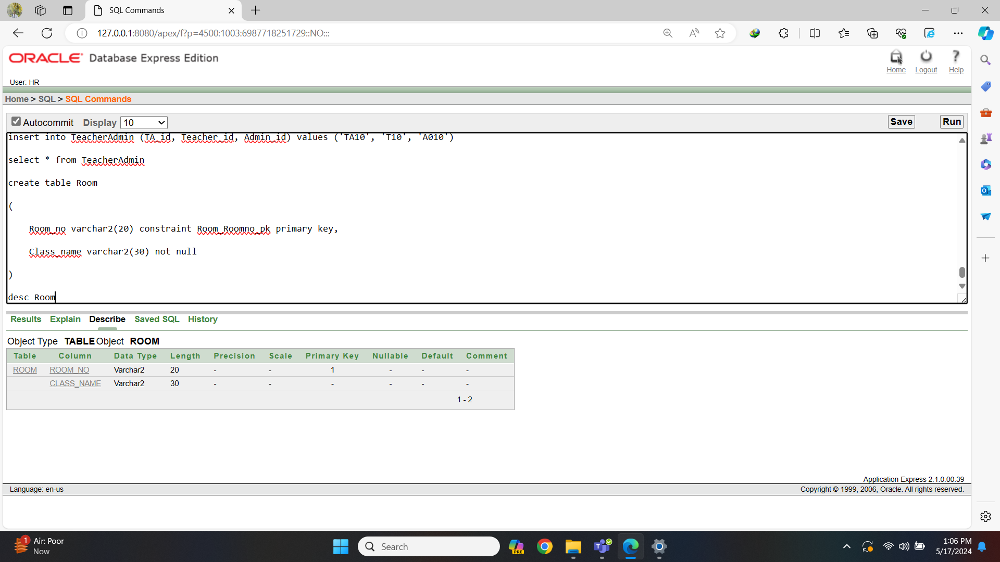 SQL Commands
127.0.0.1:8080/apex/f?p=4500:1003:6987718251729::NO:::
ORACLE Database Express Edition
Home Logout Help
User: HR
Home > SQL > SQL Commands
Autocommit Display 10 Save Run
insert into TeacherAdmin (TA_id, Teacher_id, Admin_id) values ('TA10', 'T10', 'A010')
select * from TeacherAdmin
create table Room
(
Room_no varchar2(20) constraint Room_Roomno_pk primary key,
Class_name varchar2(30) not null
)
desc Room
Results Explain Describe Saved SQL History
Object Type TABLE Object ROOM
Table Column Data Type Length Precision Scale Primary Key Nullable Default Comment
ROOM ROOM_NO Varchar2 20 - - 1 - - -
CLASS_NAME Varchar2 30 - - - - - -
1 - 2
Application Express 2.1.0.00.39
Language: en-us Copyright © 1999, 2006, Oracle. All rights reserved.
1 Air: Poor
Now
Search
PRE
1:06 PM
5/17/2024